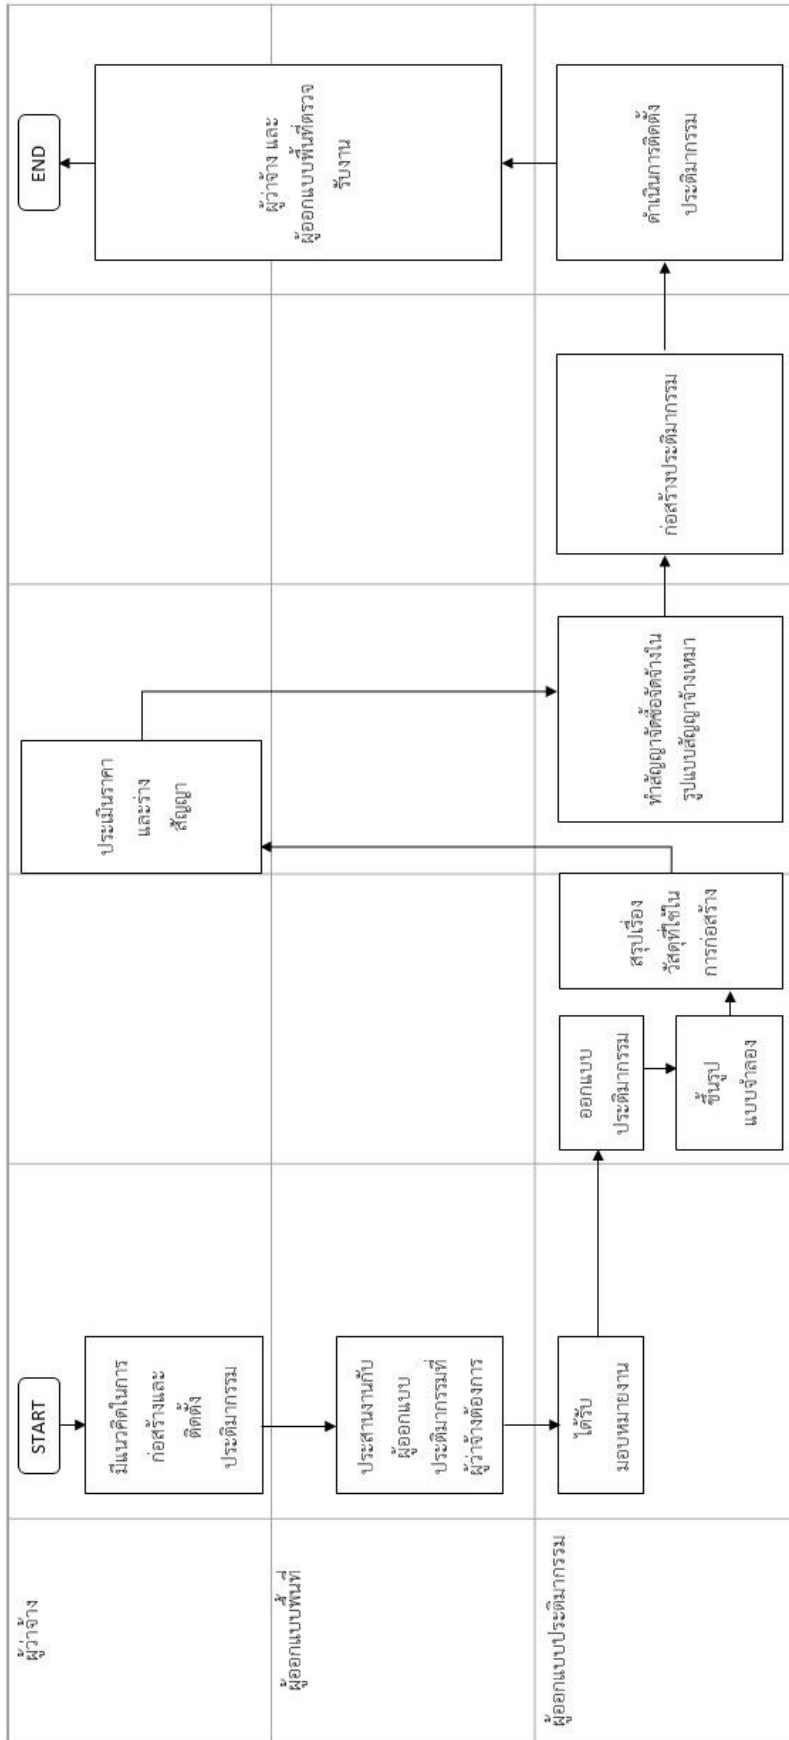 ผู้ว่าจ้าง
START
มีแนวคิดในการ
ก่อสร้างและ
ติดตั้ง
ประติมากรรม
ประเมินราคา
และร่าง
สัญญา
END
ผู้ว่าจ้าง และ
ผู้ออกแบบพื้นที่ตรวจ
รับงาน
ผู้ออกแบบพื้นที่
ประสานงานกับ
ผู้ออกแบบ
ประติมากรรมที่
ผู้ว่าจ้างต้องการ
ผู้ออกแบบประติมากรรม
ได้รับ
มอบหมายงาน
ออกแบบ
ประติมากรรม
ขึ้นรูป
แบบจำลอง
สรุปเรื่อง
วัสดุที่ใช้ใน
การก่อสร้าง
ทำสัญญาจัดซื้อจัดจ้างใน
รูปแบบสัญญาจ้างเหมา
ก่อสร้างประติมากรรม
ดำเนินการติดตั้ง
ประติมากรรม